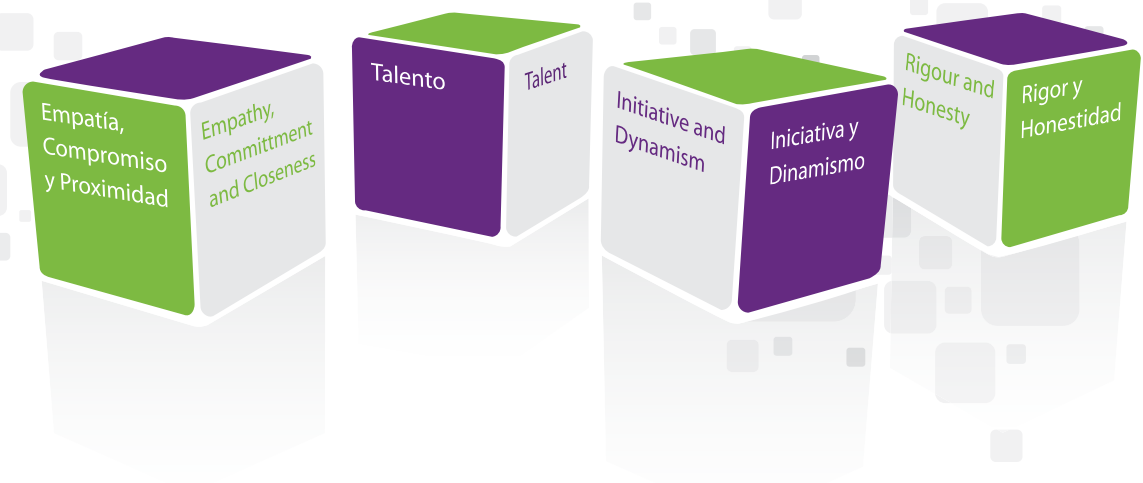 Empatía,
Compromiso
y Proximidad
Empathy,
Committment
and Closeness
Talento
Talent
Initiative and
Dynamism
Iniciativa y
Dinamismo
Rigour and
Honesty
Rigor y
Honestidad